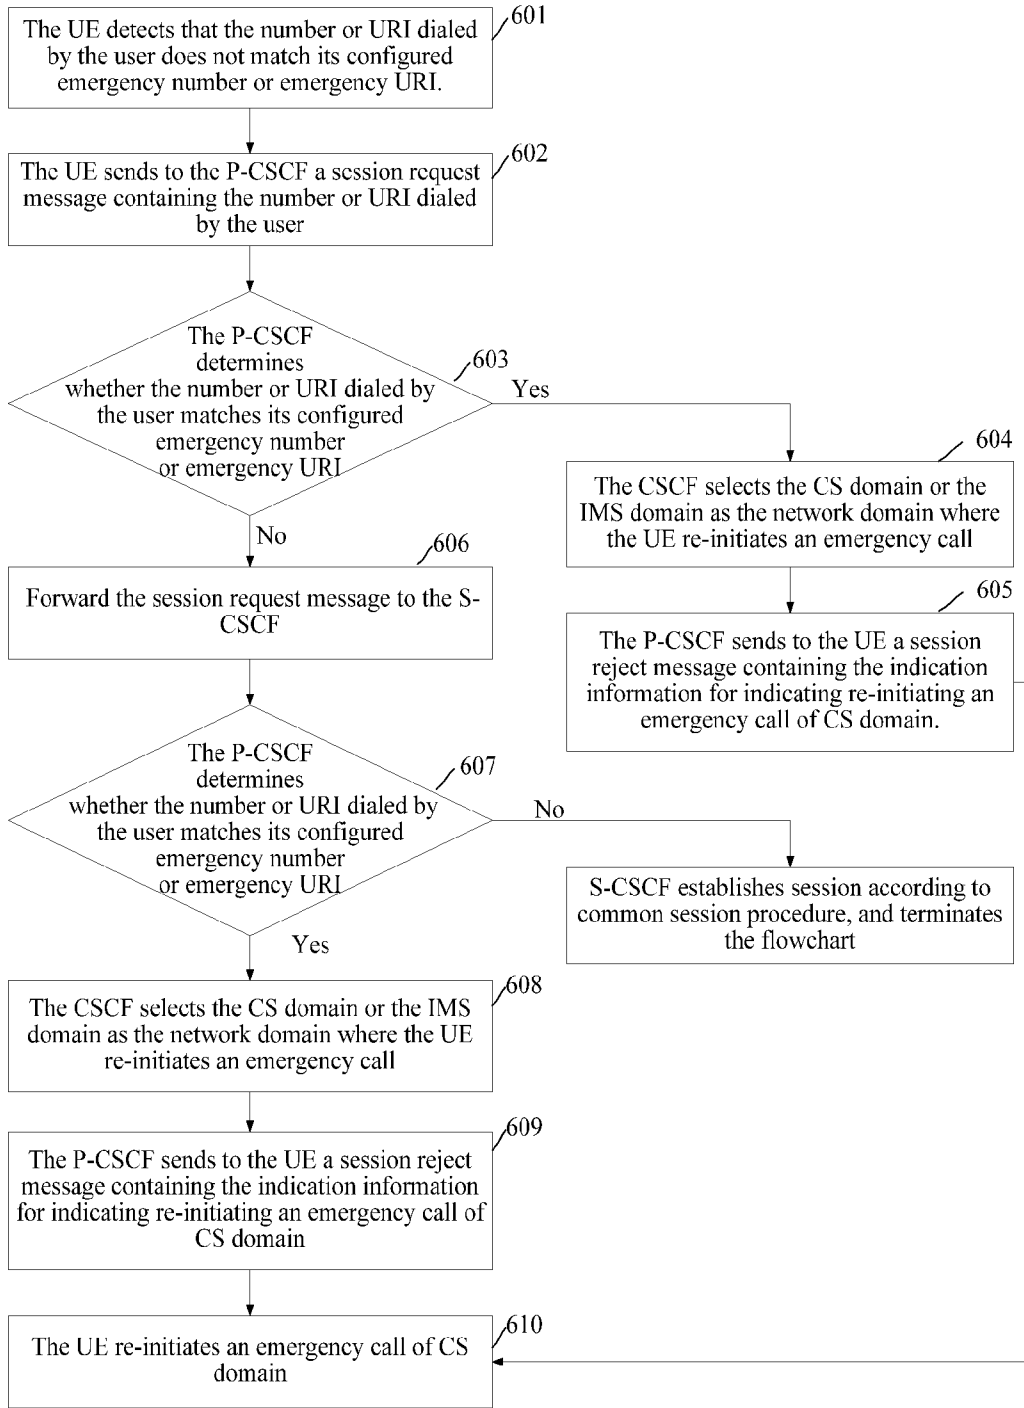 601
The UE detects that the number or URI dialed
by the user does not match its configured
emergency number or emergency URI.
602
The UE sends to the P-CSCF a session request
message containing the number or URI dialed
by the user
The P-CSCF
determines
whether the number or URI dialed by
the user matches its configured
emergency number
or emergency URI
603
Yes
604
The CSCF selects the CS domain or the
IMS domain as the network domain where
the UE re-initiates an emergency call
No
606
Forward the session request message to the S-
CSCF
605
The P-CSCF sends to the UE a session
reject message containing the indication
information for indicating re-initiating an
emergency call of CS domain.
The P-CSCF
determines
whether the number or URI dialed by
the user matches its configured
emergency number
or emergency URI
607
No
S-CSCF establishes session according to
common session procedure, and terminates
the flowchart
Yes
608
The CSCF selects the CS domain or the IMS
domain as the network domain where the UE
re-initiates an emergency call
609
The P-CSCF sends to the UE a session reject
message containing the indication information
for indicating re-initiating an emergency call of
CS domain
610
The UE re-initiates an emergency call of CS
domain